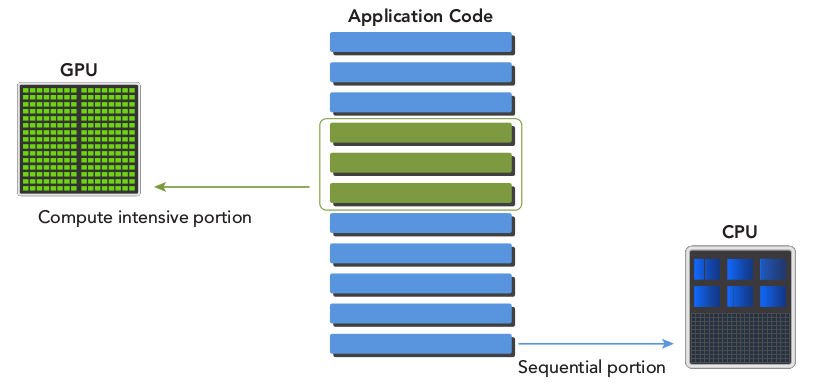 Application Code
GPU
Compute intensive portion
CPU
Sequential portion